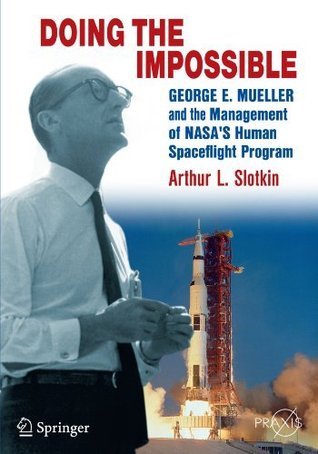 DOING THE
IMPOSSIBLE
GEORGE E. MUELLER
and the Management
of NASA'S Human
Spaceflight Program
Arthur L. Slotkin
Springer
PRAXIS